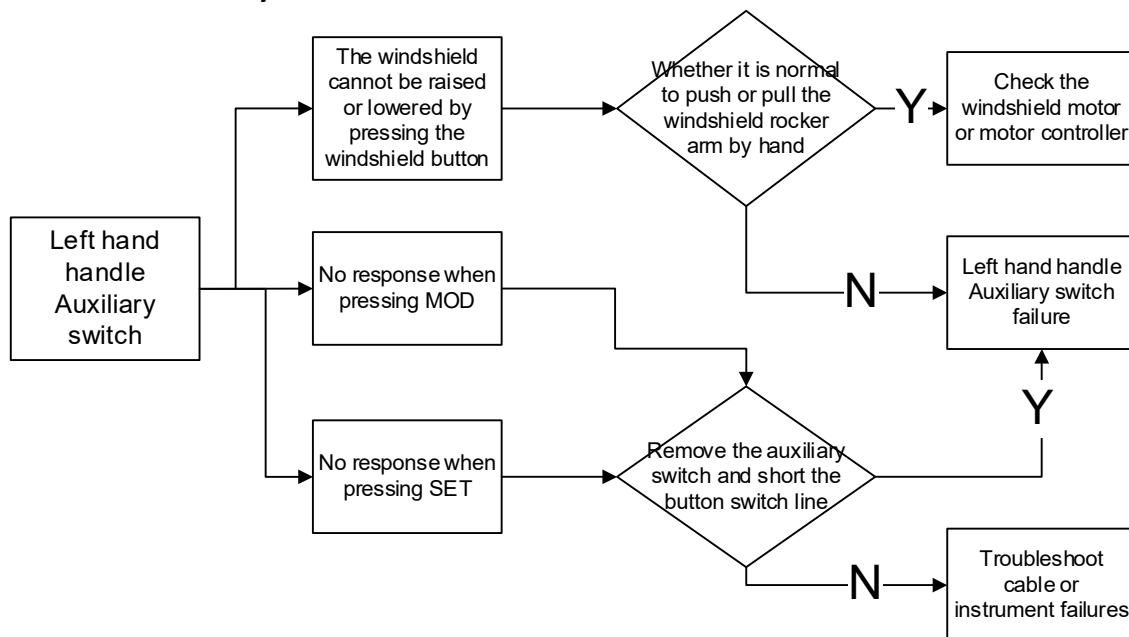 The windshield
cannot be raised
or lowered by
pressing the
windshield button
Whether it is normal
to push or pull the
windshield rocker
arm by hand
Y
Check the
windshield motor
or motor controller
Left hand
handle
Auxiliary
switch
No response when
pressing MOD
N
Left hand handle
Auxiliary switch
failure
Y
No response when
pressing SET
Remove the auxiliary
switch and short the
button switch line
N
Troubleshoot
cable or
instrument failures